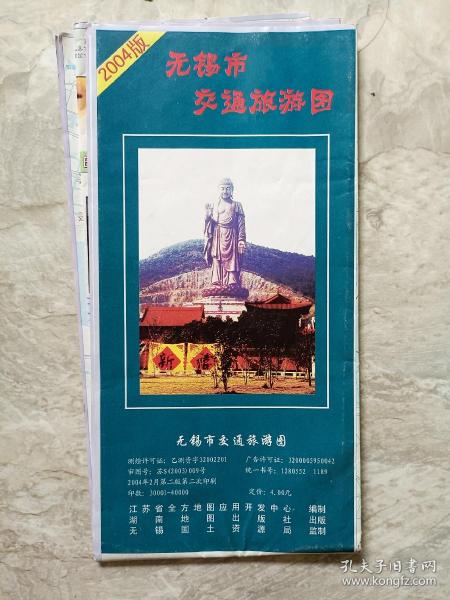 2004版
无锡市
交通旅游图
新 浩
无锡市交通旅游图
测绘许可证：乙测资字32002201
广告许可证：3200005950042
审图号：苏S(2003)009号
统一书号：1280552 1189
2004年2月第二版第二次印刷
印数：30001-40000
定价：4.00元
江苏省全方地图应用开发中心 编制
湖南地图出版社 出版
无锡国土资源局 监制
孔夫子旧书网
www.kongfz.com